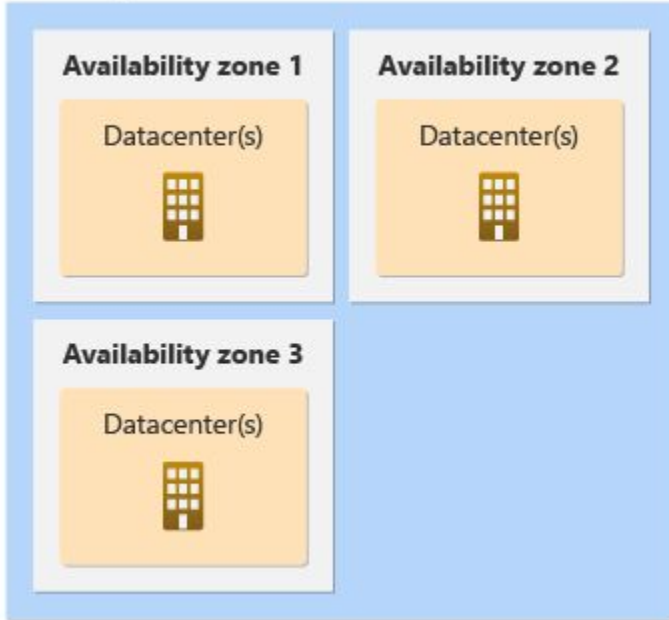 Availability zone 1
Datacenter(s)
Availability zone 2
Datacenter(s)
Availability zone 3
Datacenter(s)